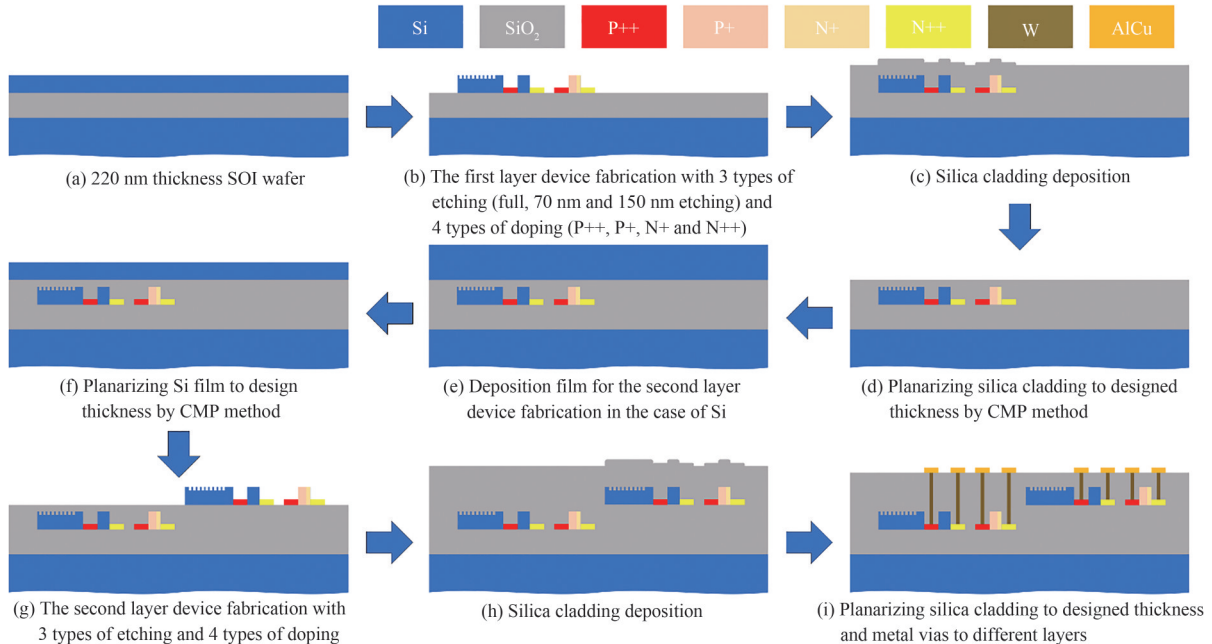 Si
SiO2
P++
P+
N+
N++
W
AlCu
(a) 220 nm thickness SOI wafer
(b) The first layer device fabrication with 3 types of
etching (full, 70 nm and 150 nm etching) and
4 types of doping (P++, P+, N+ and N++)
(c) Silica cladding deposition
(f) Planarizing Si film to design
thickness by CMP method
(e) Deposition film for the second layer
device fabrication in the case of Si
(d) Planarizing silica cladding to designed
thickness by CMP method
(g) The second layer device fabrication with
3 types of etching and 4 types of doping
(h) Silica cladding deposition
(i) Planarizing silica cladding to designed thickness
and metal vias to different layers